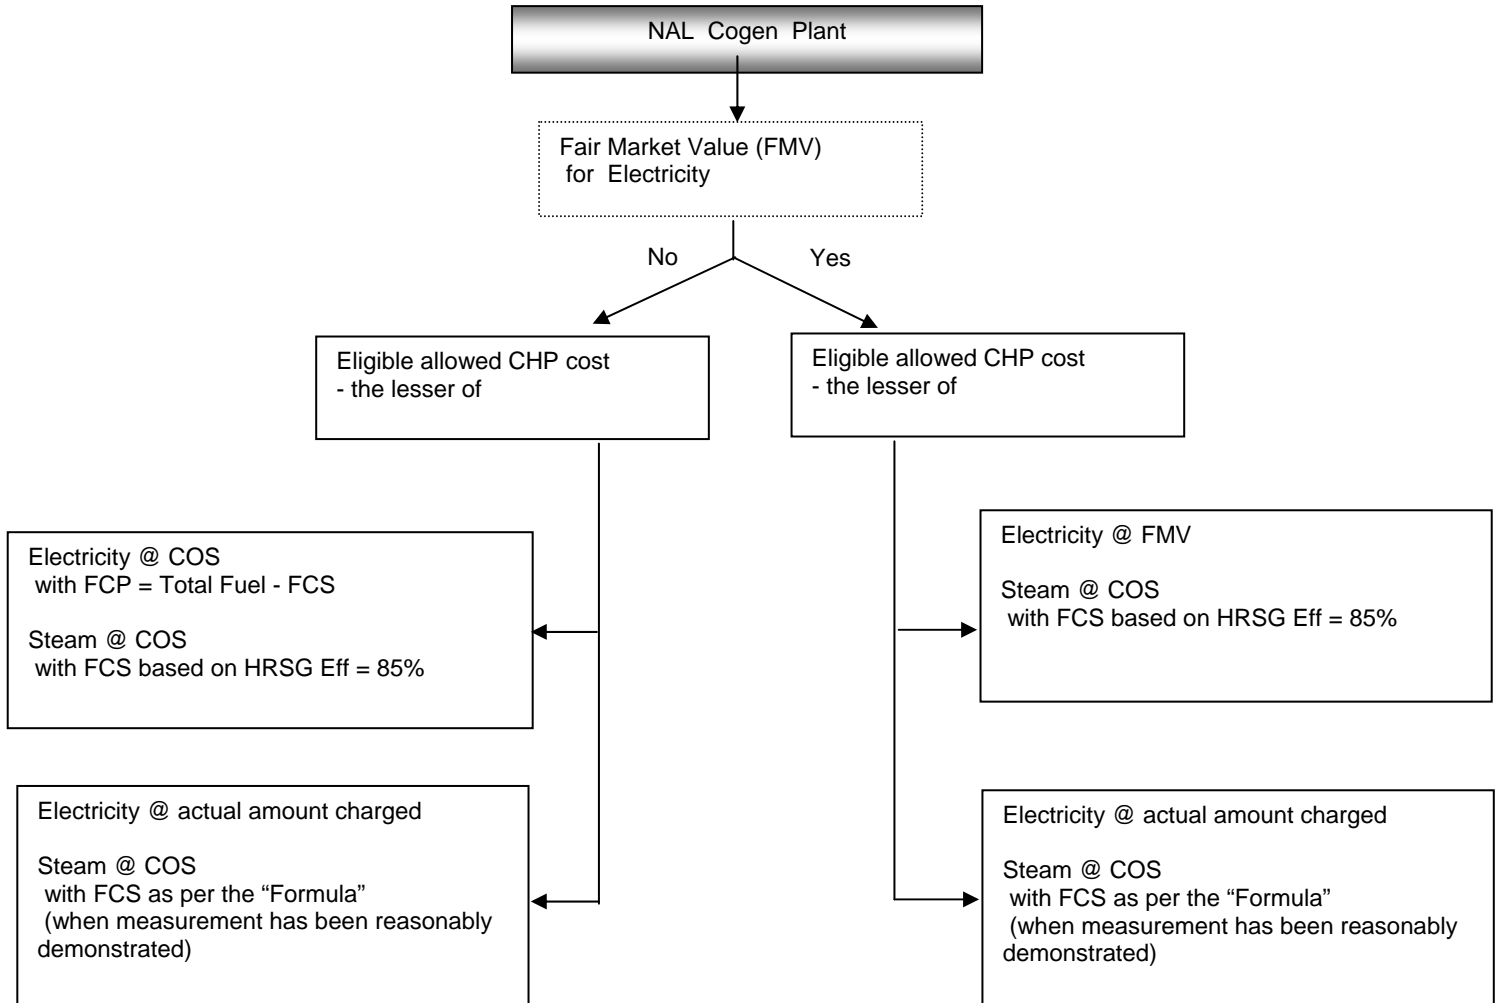 NAL Cogen Plant
Fair Market Value (FMV)
for Electricity
No
Yes
Eligible allowed CHP cost
- the lesser of
Eligible allowed CHP cost
- the lesser of
Electricity @ COS
with FCP = Total Fuel - FCS
Steam @ COS
with FCS based on HRSG Eff = 85%
Electricity @ FMV
Steam @ COS
with FCS based on HRSG Eff = 85%
Electricity @ actual amount charged
Steam @ COS
with FCS as per the “Formula”
(when measurement has been reasonably
demonstrated)
Electricity @ actual amount charged
Steam @ COS
with FCS as per the “Formula”
(when measurement has been reasonably
demonstrated)